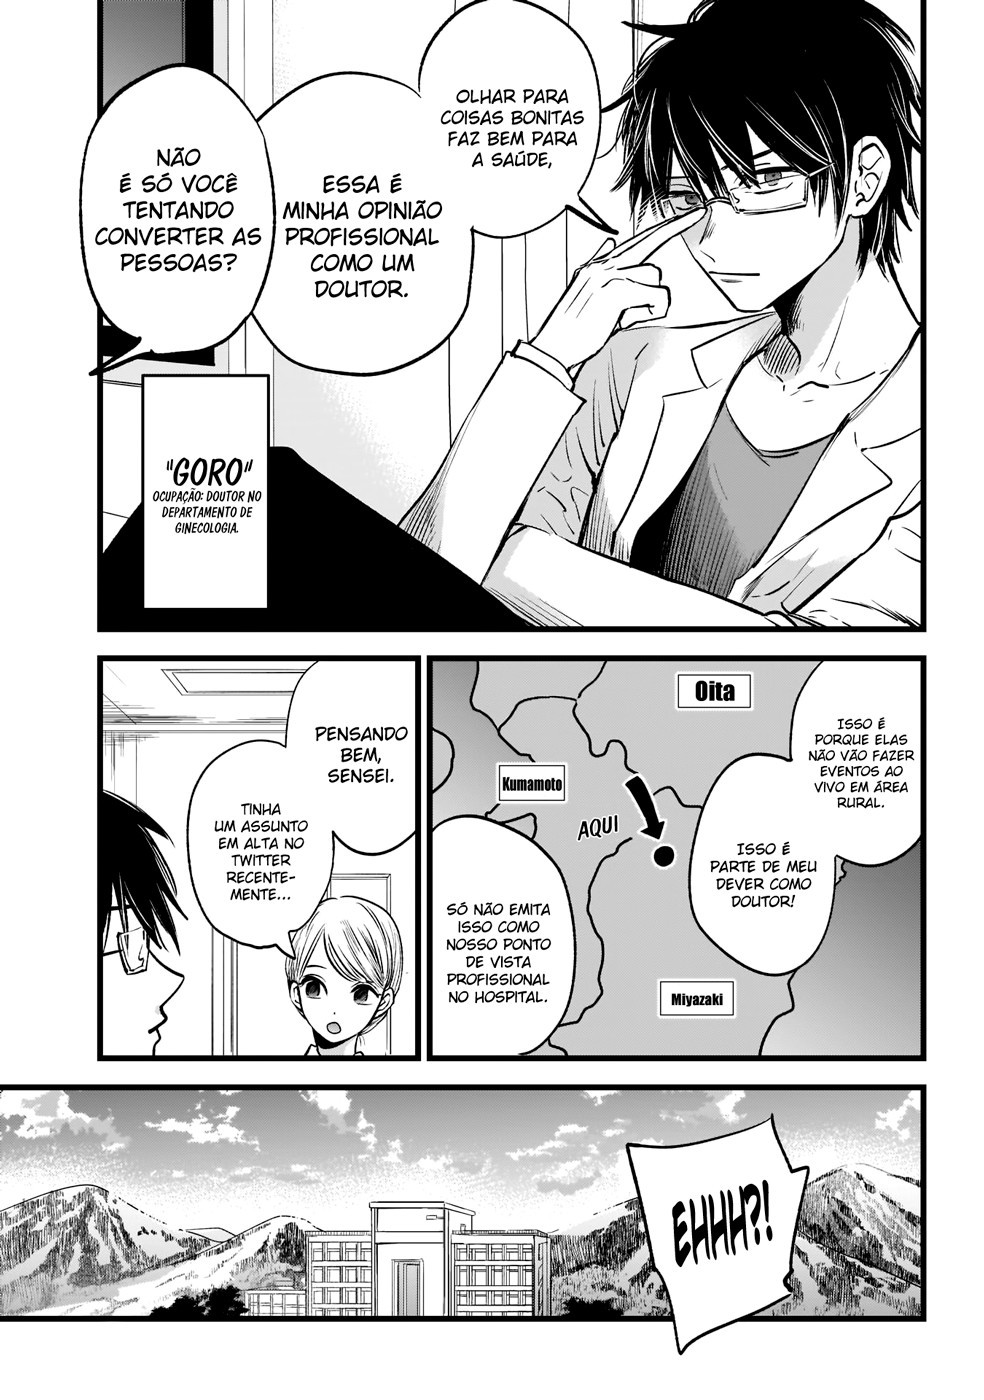 OLHAR PARA
COISAS BONITAS
FAZ BEM PARA
A SAÚDE,
ESSA É
MINHA OPINIÃO
PROFISSIONAL
COMO UM
DOUTOR.
NÃO
É SÓ VOCÊ
TENTANDO
CONVERTER AS
PESSOAS?
"GORO"
OCUPAÇÃO: DOUTOR NO
DEPARTAMENTO DE
GINECOLOGIA.
ISSO É
PORQUE ELAS
NÃO VÃO FAZER
EVENTOS AO
VIVO EM ÁREA
RURAL.
ISSO É
PARTE DE MEU
DEVER COMO
DOUTOR!
Oita
Kumamoto
AQUI
Miyazaki
SÓ NÃO EMITA
ISSO COMO
NOSSO PONTO
DE VISTA
PROFISSIONAL
NO HOSPITAL.
PENSANDO
BEM,
SENSEI.
TINHA
UM ASSUNTO
EM ALTA NO
TWITTER
RECENTE-
MENTE...
EHHH?!